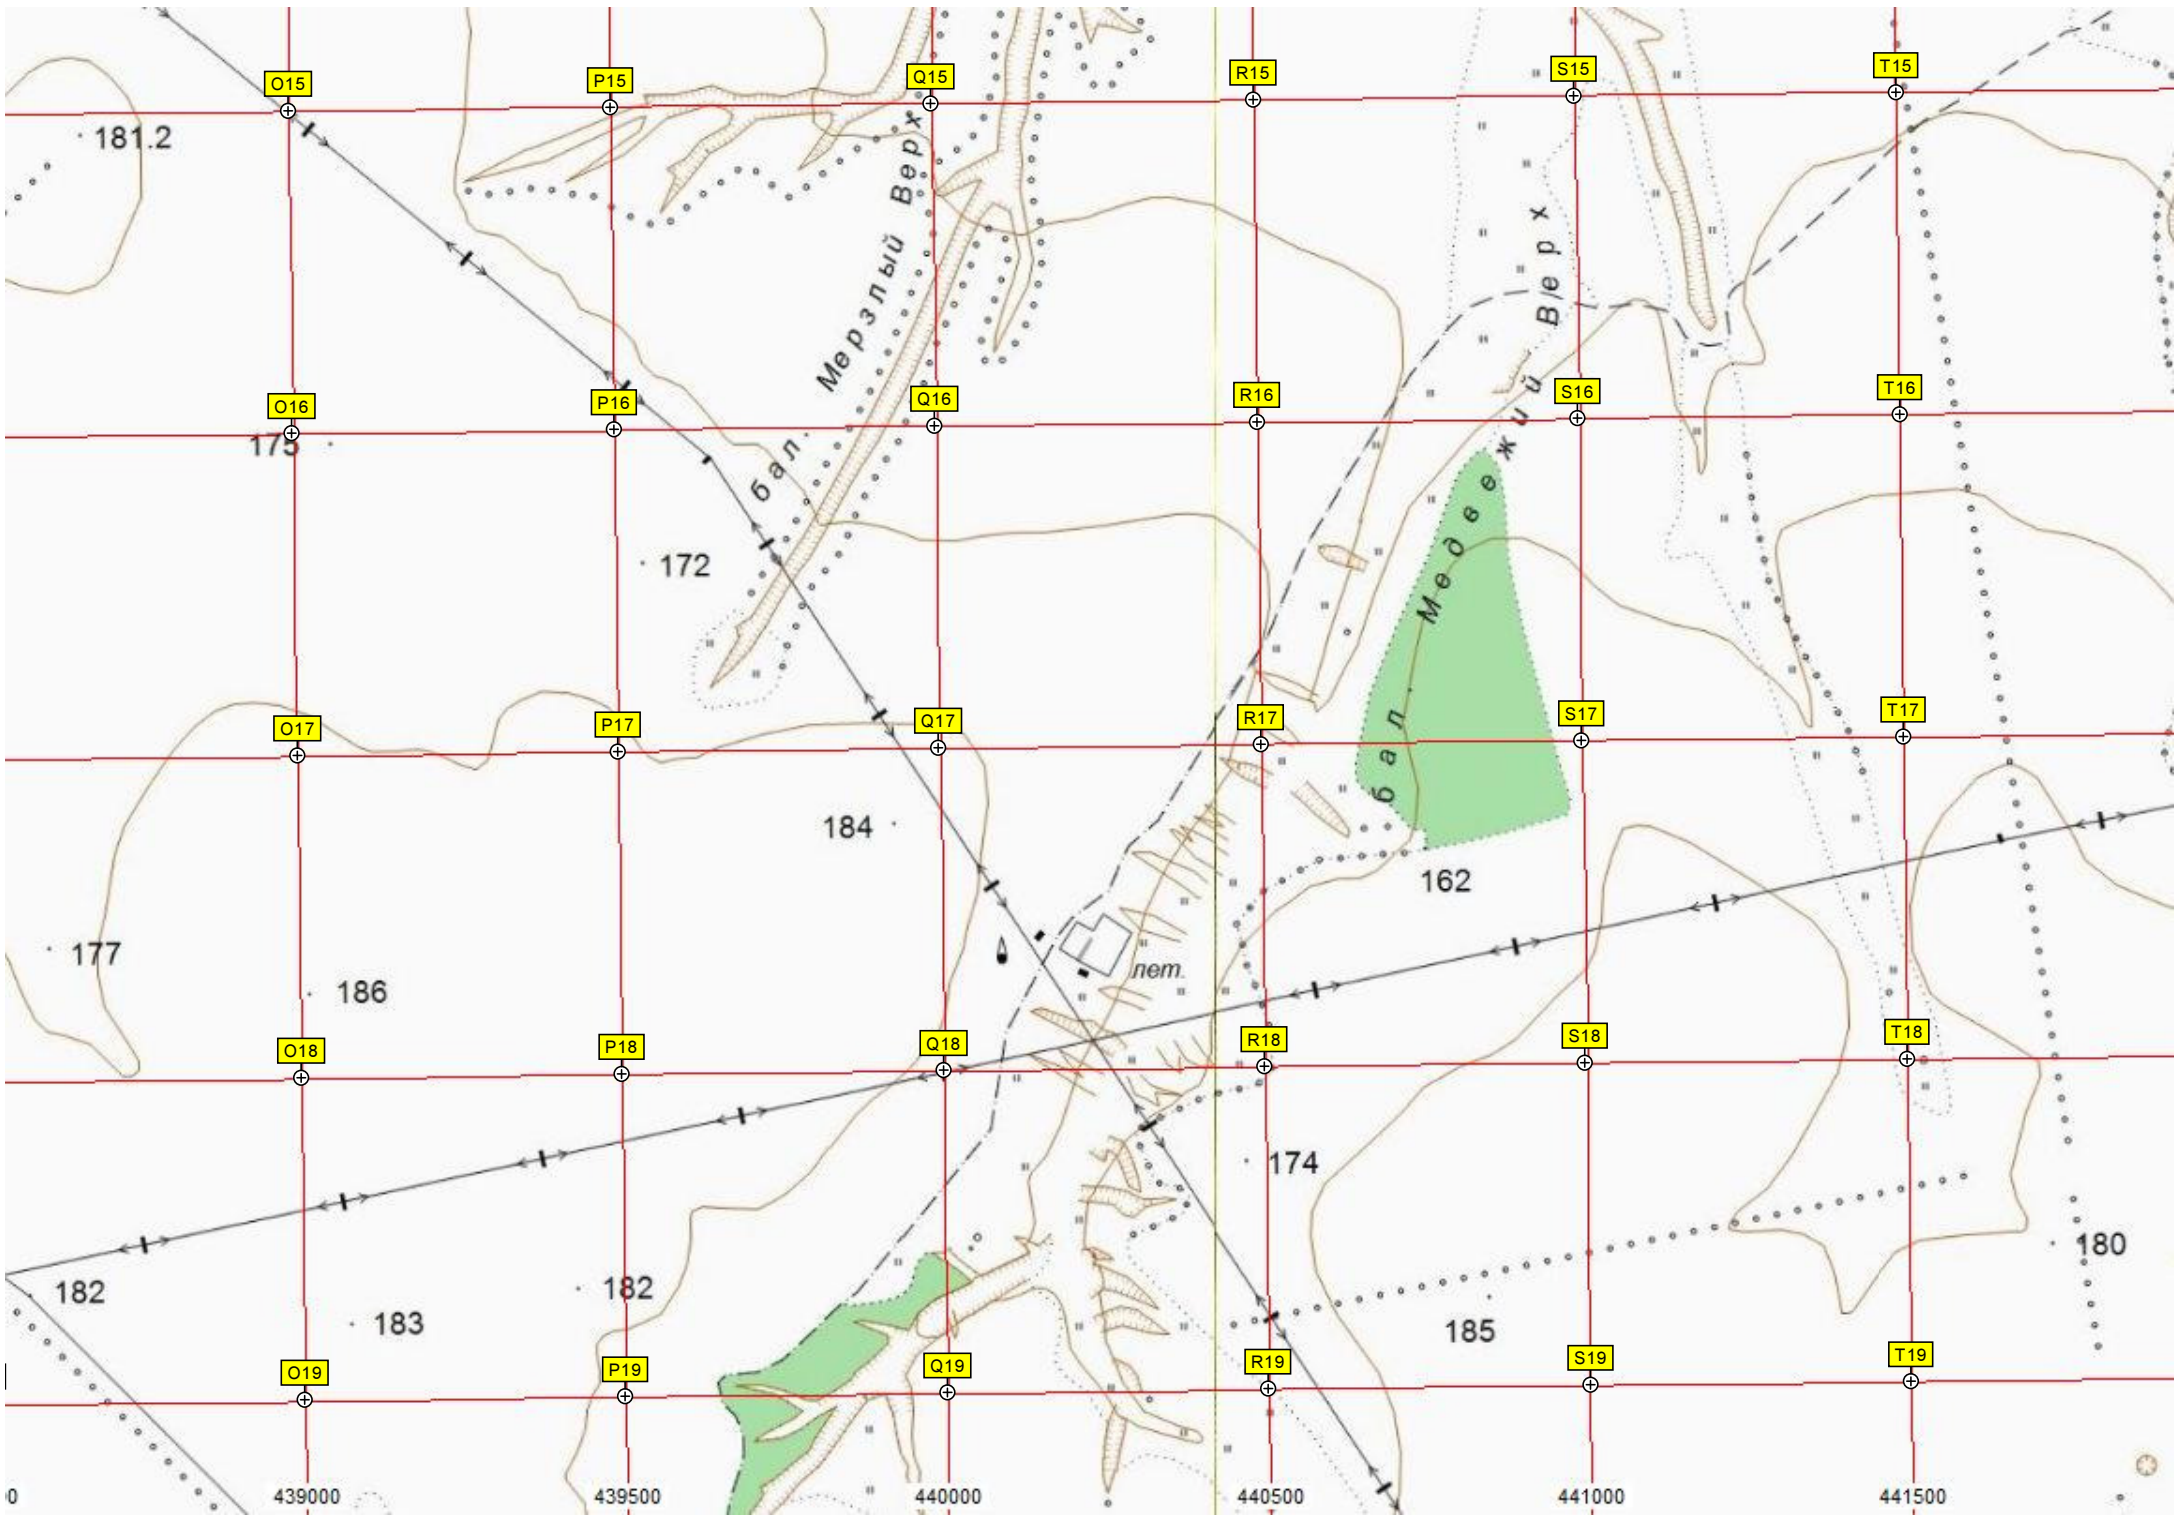 O15 P15 Q15 R15 S15 T15
181.2
бал. Мерзлый Верх
бал. Медвежий Верх
O16 P16 Q16 R16 S16 T16
175
172
O17 P17 Q17 R17 S17 T17
184
162
177
186
лет.
O18 P18 Q18 R18 S18 T18
174
180
182
182
183
185
O19 P19 Q19 R19 S19 T19
0 439000 439500 440000 440500 441000 441500